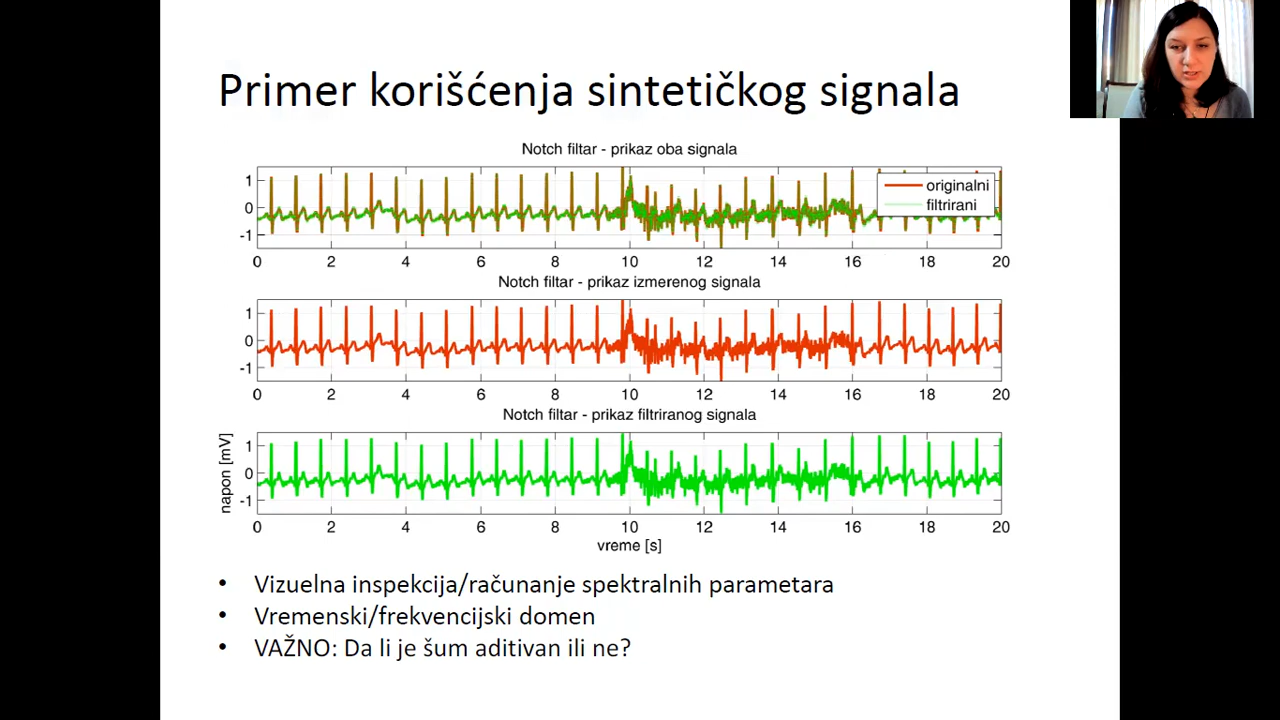 Primer korišćenja sintetičkog signala
Notch filtar - prikaz oba signala
1
0
-1
originalni
filtrirani
0 2 4 6 8 10 12 14 16 18 20
Notch filtar - prikaz izmerenog signala
1
0
-1
0 2 4 6 8 10 12 14 16 18 20
Notch filtar - prikaz filtriranog signala
napon [mV]
1
0
-1
0 2 4 6 8 10 12 14 16 18 20
vreme [s]
• Vizuelna inspekcija/računanje spektralnih parametara
• Vremenski/frekvencijski domen
• VAŽNO: Da li je šum aditivan ili ne?